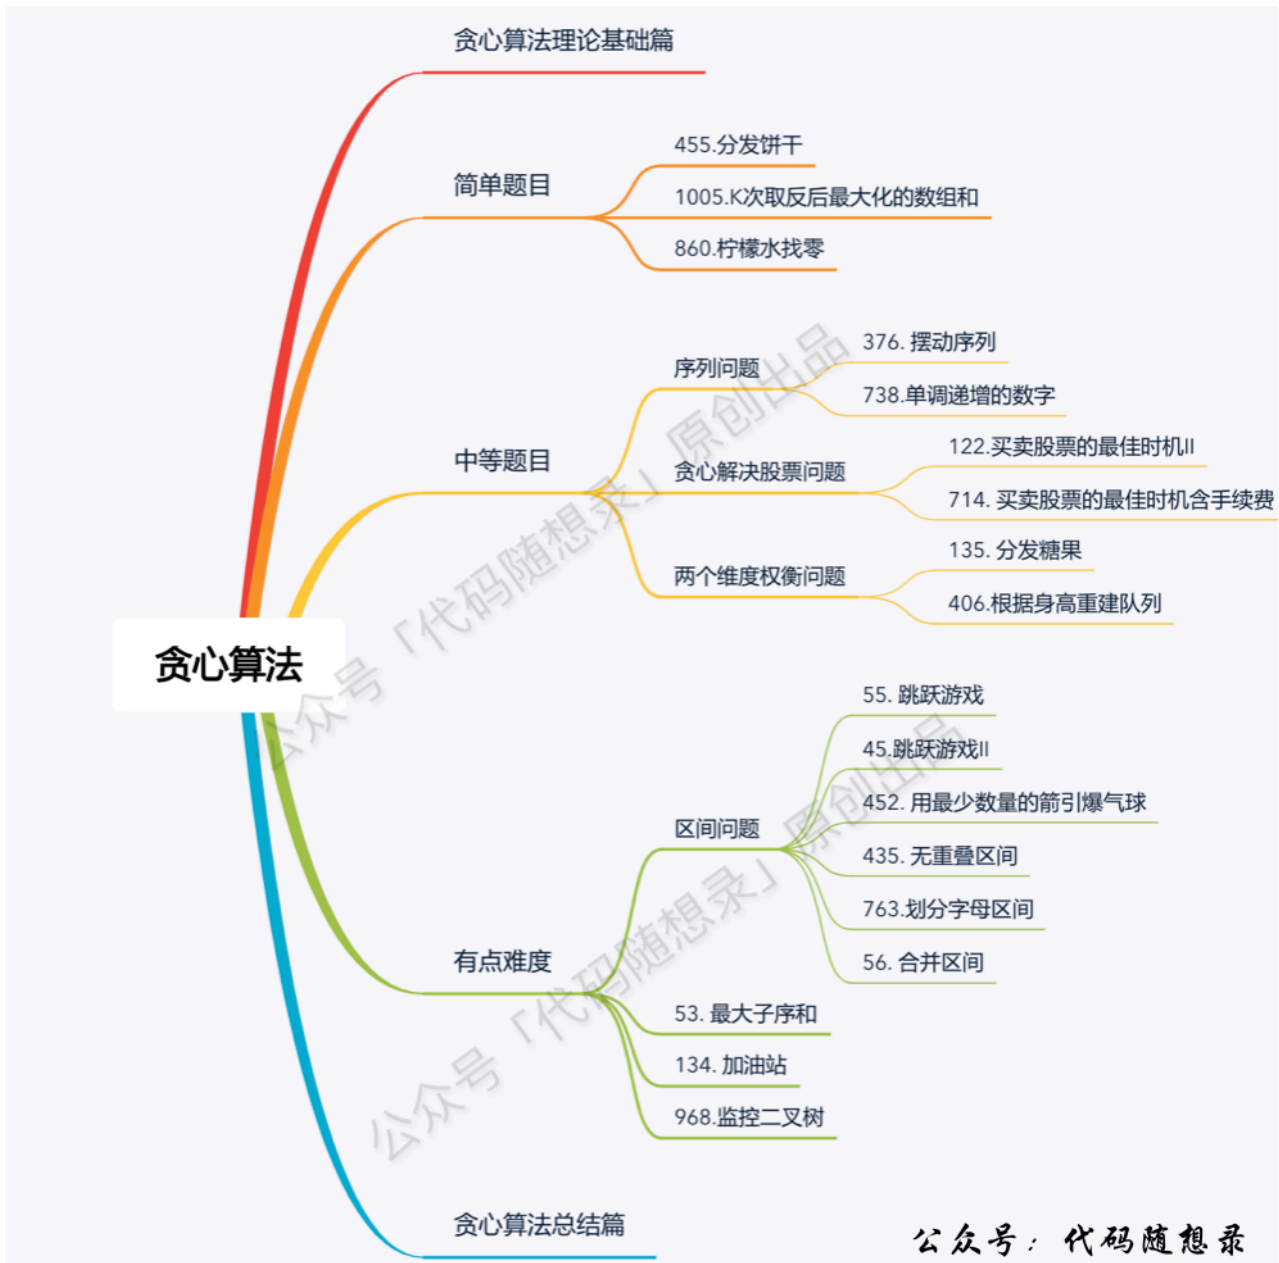 贪心算法理论基础篇
455.分发饼干
简单题目
1005.K次取反后最大化的数组和
860.柠檬水找零
376. 摆动序列
序列问题
738.单调递增的数字
122.买卖股票的最佳时机II
中等题目
贪心解决股票问题
714. 买卖股票的最佳时机含手续费
135. 分发糖果
两个维度权衡问题
406.根据身高重建队列
贪心算法
55. 跳跃游戏
45.跳跃游戏II
452. 用最少数量的箭引爆气球
区间问题
435. 无重叠区间
763.划分字母区间
有点难度
56. 合并区间
53. 最大子序和
134. 加油站
968.监控二叉树
贪心算法总结篇
公众号「代码随想录」原创出品
公众号「代码随想录」原创出品
公众号：代码随想录